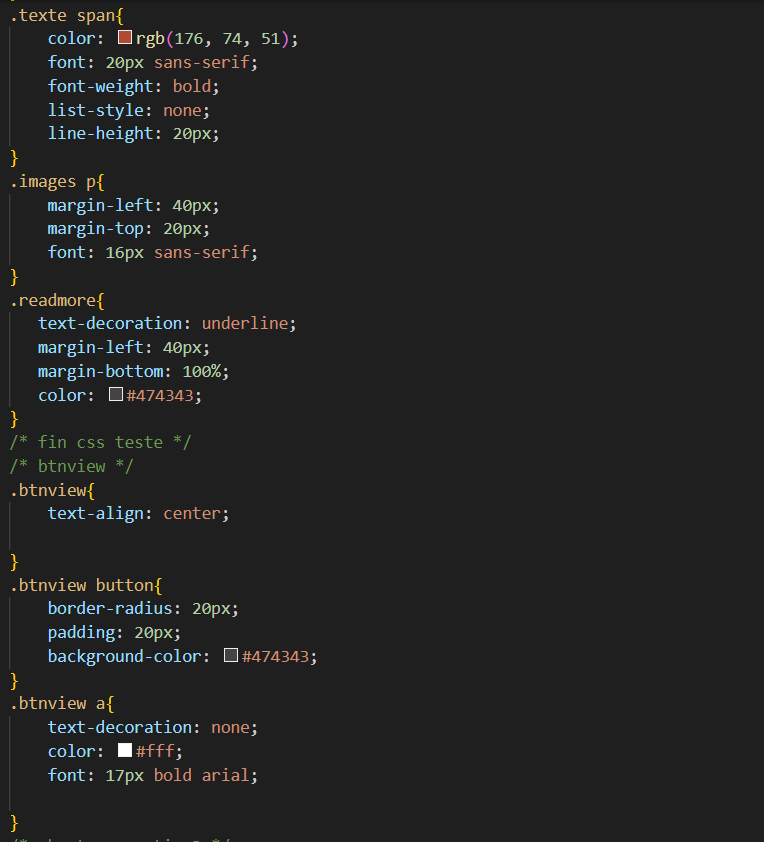 .texte span{
color: rgb(176, 74, 51);
font: 20px sans-serif;
font-weight: bold;
list-style: none;
line-height: 20px;
}
.images p{
margin-left: 40px;
margin-top: 20px;
font: 16px sans-serif;
}
.readmore{
text-decoration: underline;
margin-left: 40px;
margin-bottom: 100%;
color: #474343;
}
/* fin css teste */
/* btnview */
.btnview{
text-align: center;
}
.btnview button{
border-radius: 20px;
padding: 20px;
background-color: #474343;
}
.btnview a{
text-decoration: none;
color: #fff;
font: 17px bold arial;
}